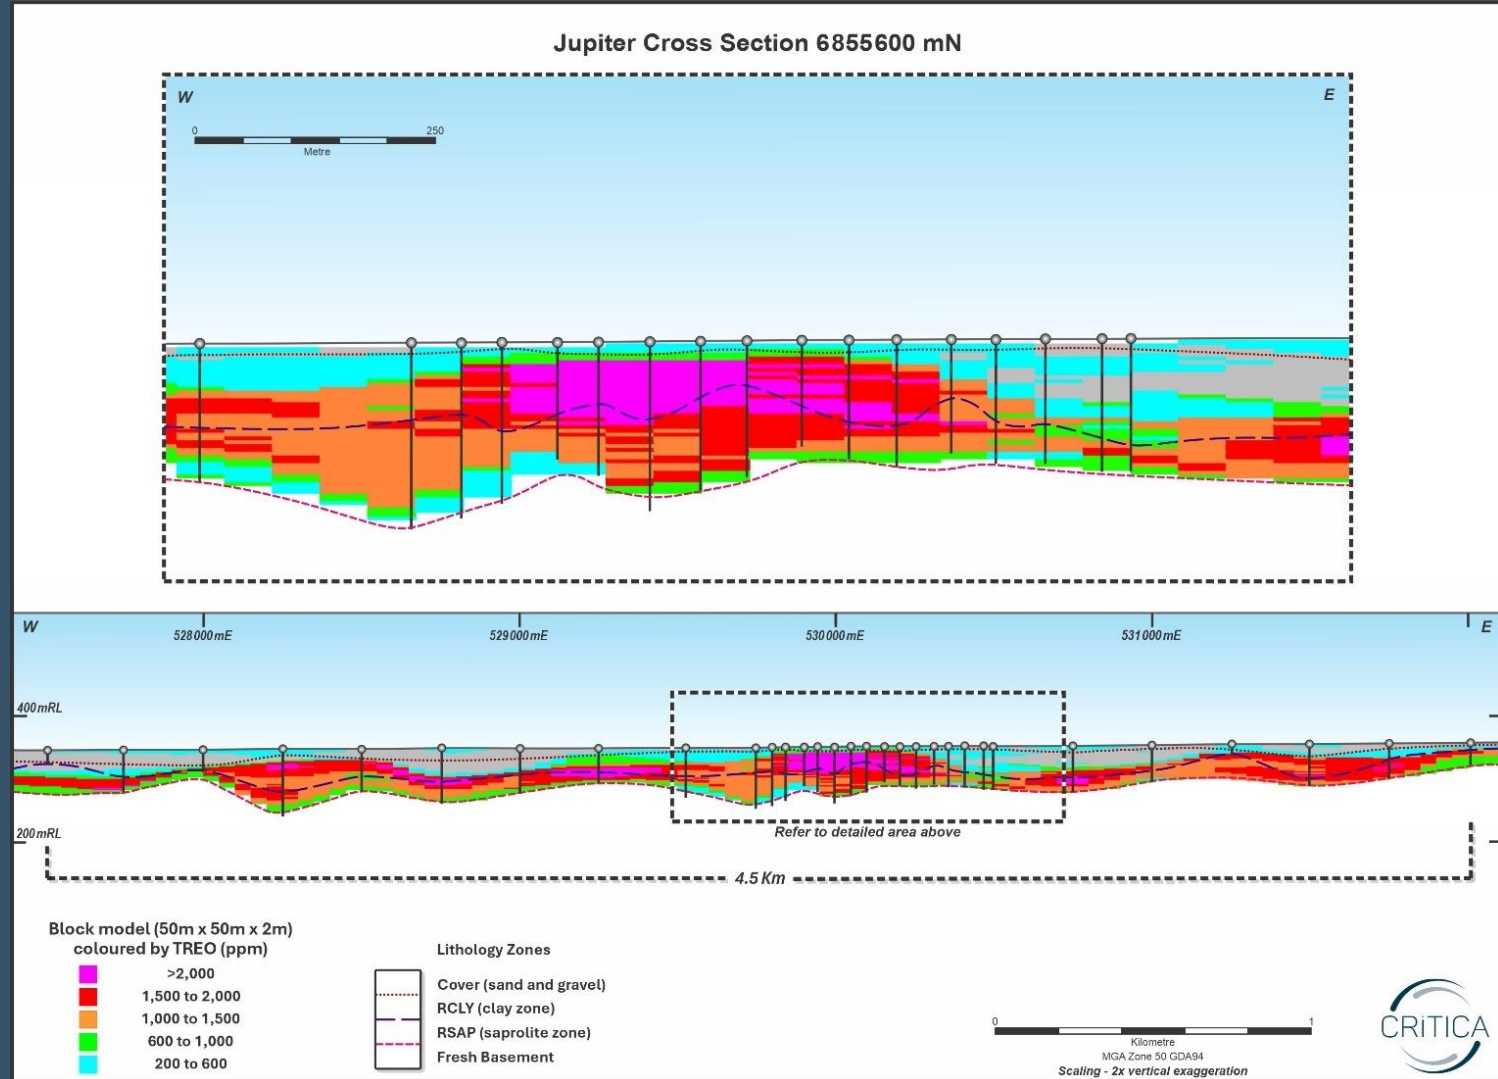 Jupiter Cross Section 6855600 mN
W
E
0 250
Metre
W
528000mE
529000mE
530000mE
531000mE
E
400mRL
200mRL
Refer to detailed area above
4.5 Km
Block model (50m x 50m x 2m)
coloured by TREO (ppm)
>2,000
1,500 to 2,000
1,000 to 1,500
600 to 1,000
200 to 600
Lithology Zones
Cover (sand and gravel)
RCLY (clay zone)
RSAP (saprolite zone)
Fresh Basement
0 1
Kilometre
MGA Zone 50 GDA94
Scaling - 2x vertical exaggeration
CRiTICA